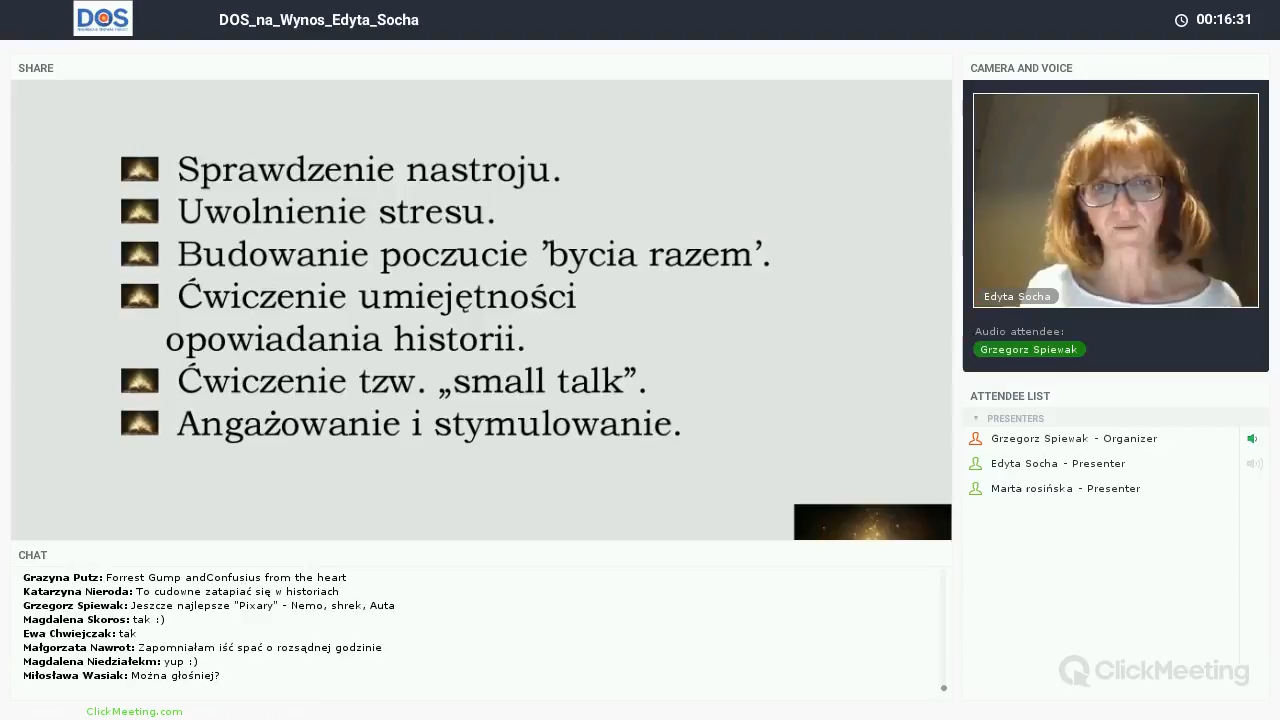 DOS
DOS_na_Wynos_Edyta_Socha
00:16:31
SHARE
Sprawdzenie nastroju.
Uwolnienie stresu.
Budowanie poczucie ’bycia razem’.
Ćwiczenie umiejętności
opowiadania historii.
Ćwiczenie tzw. „small talk”.
Angażowanie i stymulowanie.
CHAT
Grazyna Putz: Forrest Gump andConfusius from the heart
Katarzyna Nieroda: To cudowne zatapiać się w historiach
Grzegorz Spiewak: Jeszcze najlepsze "Pixary" - Nemo, shrek, Auta
Magdalena Skoros: tak :)
Ewa Chwiejczak: tak
Małgorzata Nawrot: Zapomniałam iść spać o rozsądnej godzinie
Magdalena Niedziałekm: yup :)
Miłosława Wasiak: Można głośniej?
ClickMeeting.com
CAMERA AND VOICE
Edyta Socha
Audio attendee:
Grzegorz Spiewak
ATTENDEE LIST
PRESENTERS
Grzegorz Spiewak - Organizer
Edyta Socha - Presenter
Marta rosińska - Presenter
ClickMeeting